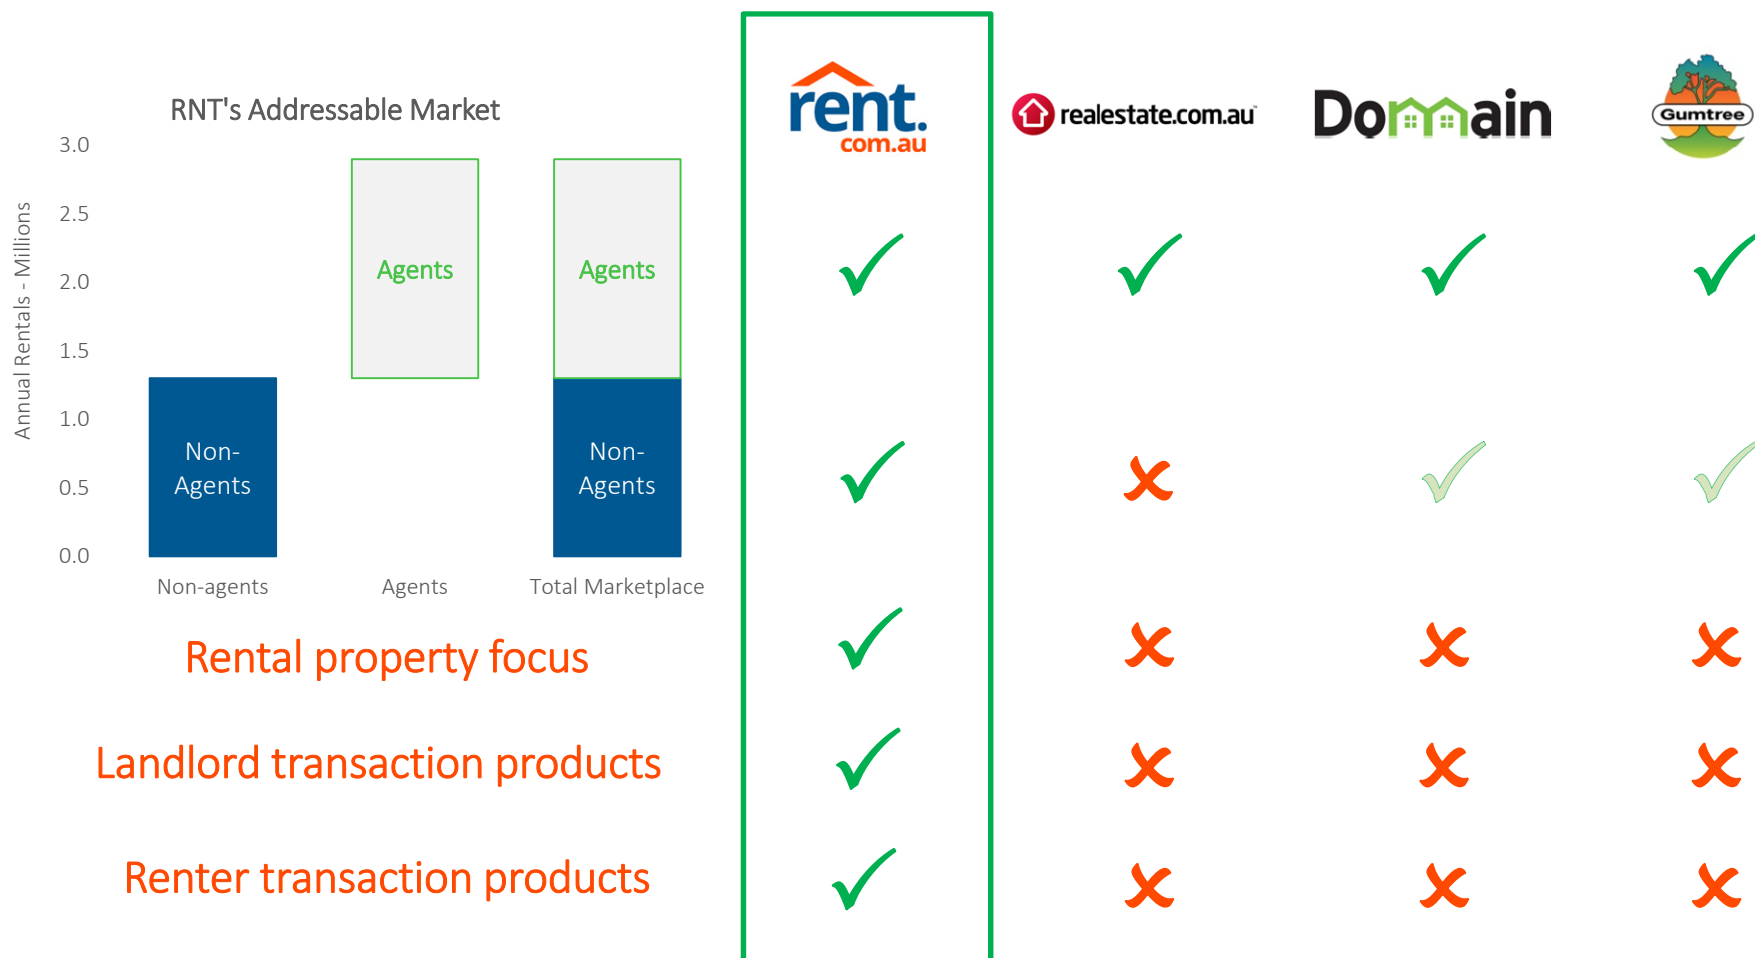 RNT's Addressable Market
Annual Rentals - Millions
3.0
2.5
2.0
1.5
1.0
0.5
0.0
Agents
Agents
Non-
Agents
Non-
Agents
Non-agents
Agents
Total Marketplace
rent.
com.au
realestate.com.au
Domain
Gumtree
Rental property focus
Landlord transaction products
Renter transaction products